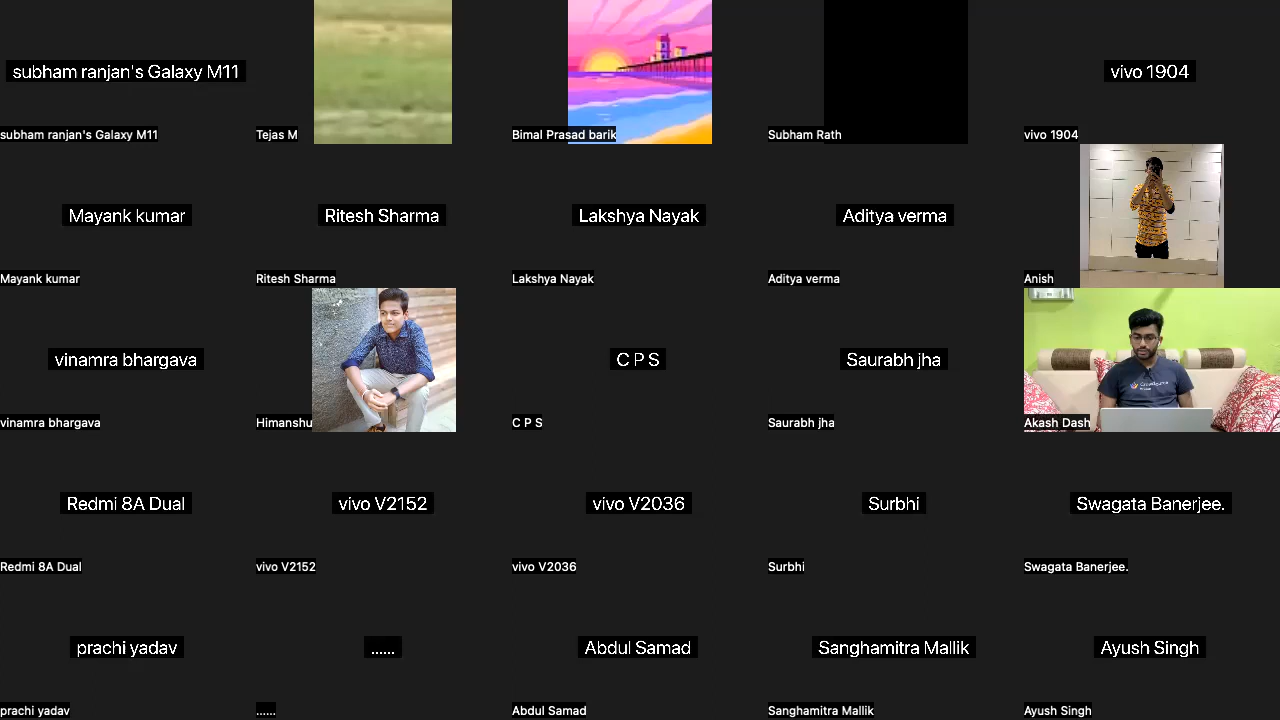 subham ranjan's Galaxy M11
vivo 1904
subham ranjan's Galaxy M11
Tejas M
Bimal Prasad barik
Subham Rath
vivo 1904
Mayank kumar
Ritesh Sharma
Lakshya Nayak
Aditya verma
Mayank kumar
Ritesh Sharma
Lakshya Nayak
Aditya verma
Anish
vinamra bhargava
C P S
Saurabh jha
vinamra bhargava
Himanshu
C P S
Saurabh jha
Akash Dash
Redmi 8A Dual
vivo V2152
vivo V2036
Surbhi
Swagata Banerjee.
Redmi 8A Dual
vivo V2152
vivo V2036
Surbhi
Swagata Banerjee.
prachi yadav
......
Abdul Samad
Sanghamitra Mallik
Ayush Singh
prachi yadav
......
Abdul Samad
Sanghamitra Mallik
Ayush Singh